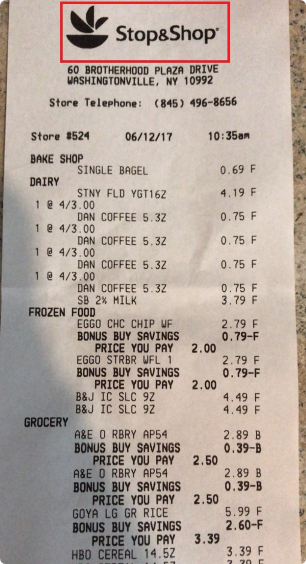 Stop&Shop®
60 BROTHERHOOD PLAZA DRIVE
WASHINGTONVILLE, NY 10992
Store Telephone: (845) 496-8656
Store #524 06/12/17 10:35am
BAKE SHOP
SINGLE BAGEL 0.69 F
DAIRY
STNY FLD YGT16Z 4.19 F
1 @ 4/3.00
DAN COFFEE 5.3Z 0.75 F
1 @ 4/3.00
DAN COFFEE 5.3Z 0.75 F
1 @ 4/3.00
DAN COFFEE 5.3Z 0.75 F
1 @ 4/3.00
DAN COFFEE 5.3Z 0.75 F
SB 2% MILK 3.79 F
FROZEN FOOD
EGGO CHC CHIP WF 2.79 F
BONUS BUY SAVINGS 0.79-F
PRICE YOU PAY 2.00
EGGO STRBR WFL 1 2.79 F
BONUS BUY SAVINGS 0.79-F
PRICE YOU PAY 2.00
B&J IC SLC 9Z 4.49 F
B&J IC SLC 9Z 4.49 F
GROCERY
A&E O RBRY AP54 2.89 B
BONUS BUY SAVINGS 0.39-B
PRICE YOU PAY 2.50
A&E O RBRY AP54 2.89 B
BONUS BUY SAVINGS 0.39-B
PRICE YOU PAY 2.50
GOYA LG GR RICE 5.99 F
BONUS BUY SAVINGS 2.60-F
PRICE YOU PAY 3.39
HBO CEREAL 14.5Z 3.39 F